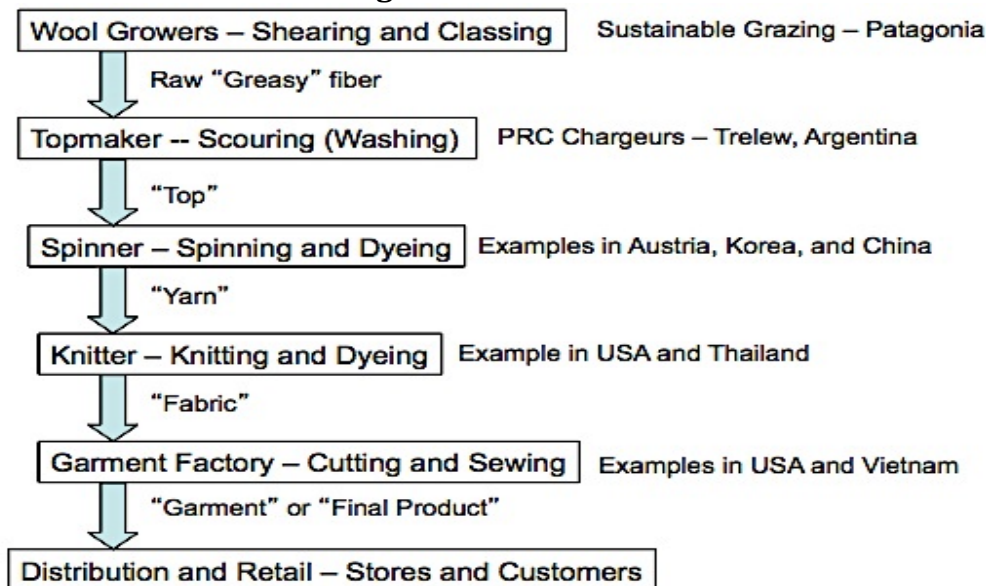 Wool Growers – Shearing and Classing Sustainable Grazing – Patagonia
Raw “Greasy” fiber
Topmaker -- Scouring (Washing) PRC Chargeurs – Trelew, Argentina
“Top”
Spinner – Spinning and Dyeing Examples in Austria, Korea, and China
“Yarn”
Knitter – Knitting and Dyeing Example in USA and Thailand
“Fabric”
Garment Factory – Cutting and Sewing Examples in USA and Vietnam
“Garment” or “Final Product”
Distribution and Retail – Stores and Customers